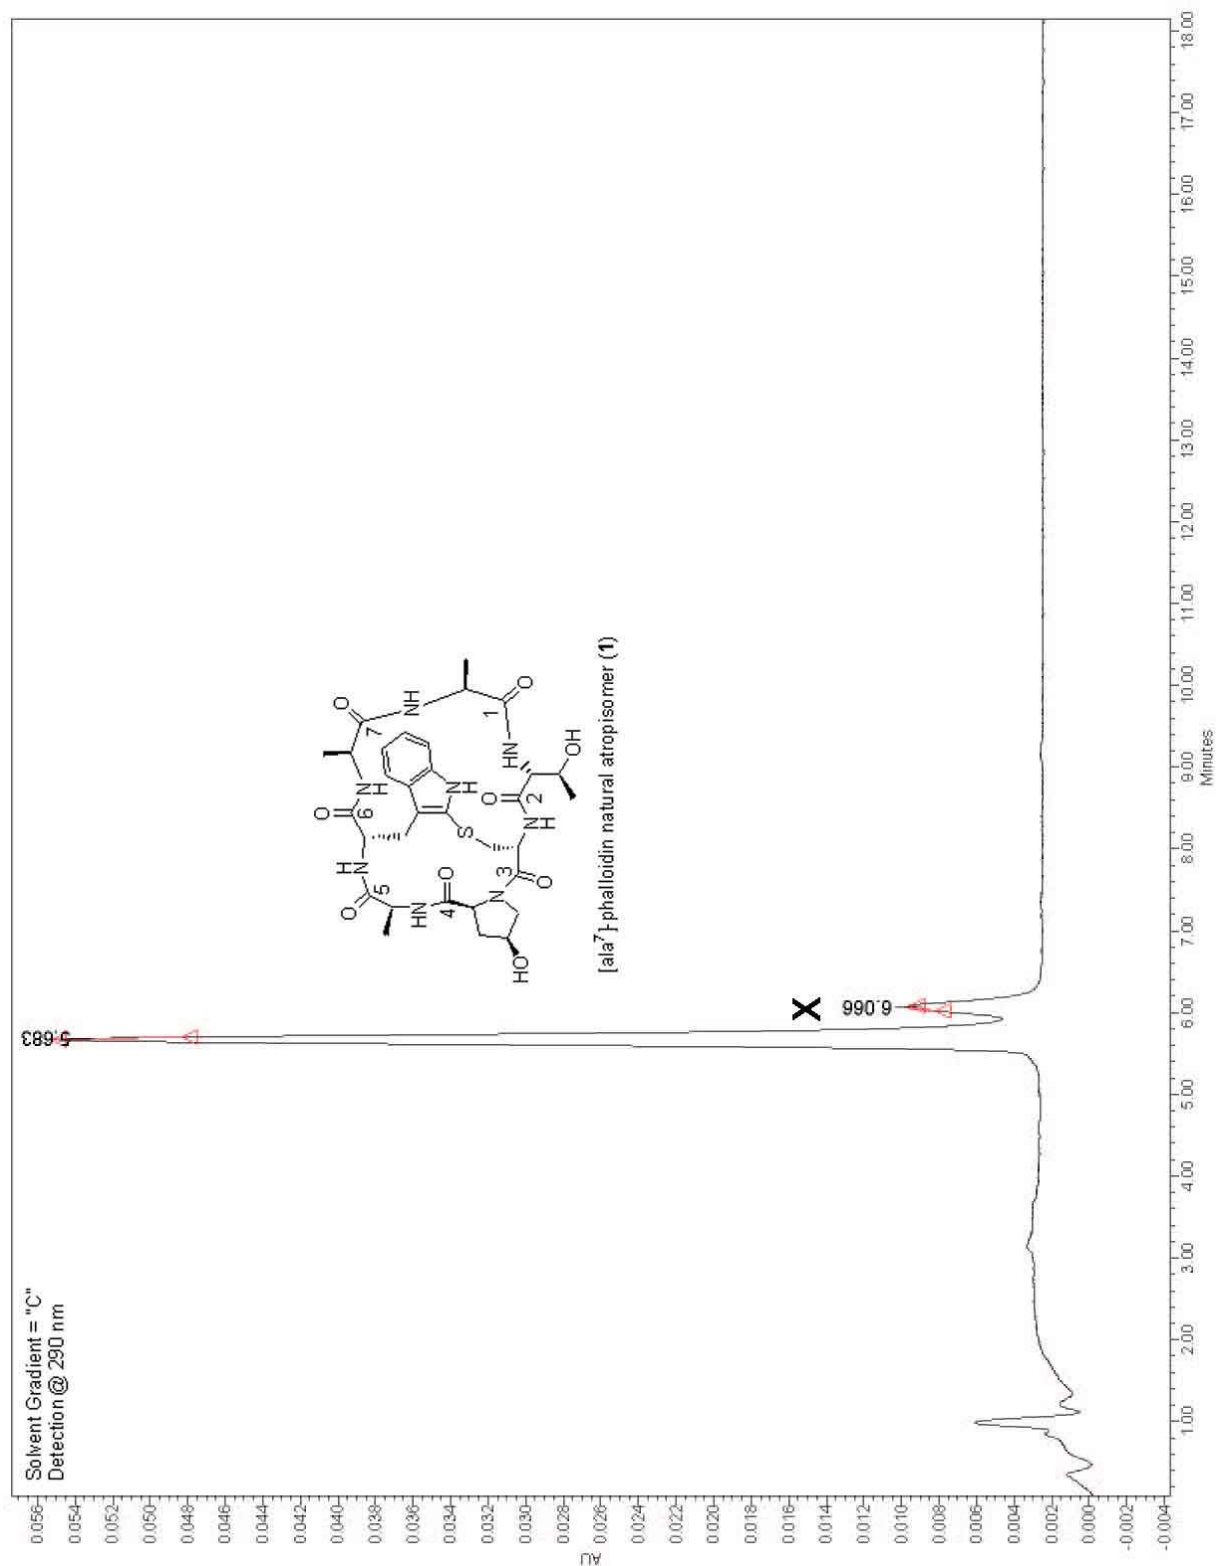 Solvent Gradient = "C"
Detection @ 290 nm
5.683
X
6.066
O
7
NH
O
1
HN
OH
O
6
N
H
N
H
S
O
2
N
H
H
N
O
5
HN
O
4
N
3
O
HO
[ala7]-phalloidin natural atropisomer (1)
AU
0.056
0.054
0.052
0.050
0.048
0.046
0.044
0.042
0.040
0.038
0.036
0.034
0.032
0.030
0.028
0.026
0.024
0.022
0.020
0.018
0.016
0.014
0.012
0.010
0.008
0.006
0.004
0.002
0.000
-0.002
-0.004
1.00 2.00 3.00 4.00 5.00 6.00 7.00 8.00 9.00 10.00 11.00 12.00 13.00 14.00 15.00 16.00 17.00 18.00
Minutes